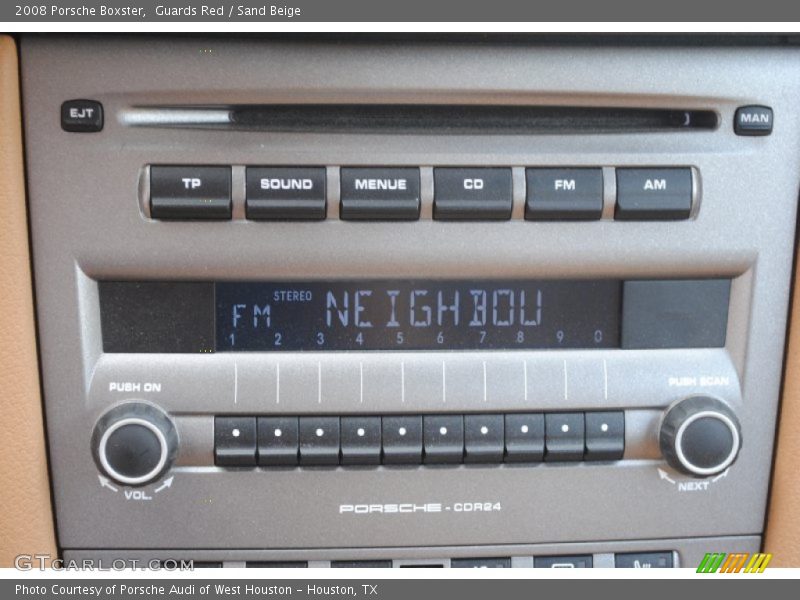 2008 Porsche Boxster, Guards Red / Sand Beige
EJT
MAN
TP SOUND MENUE CD FM AM
STEREO
FM NEIGHBOU
1 2 3 4 5 6 7 8 9 0
PUSH ON
PUSH SCAN
VOL.
NEXT
PORSCHE - CDR24
GTCARLOT.COM
Photo Courtesy of Porsche Audi of West Houston - Houston, TX